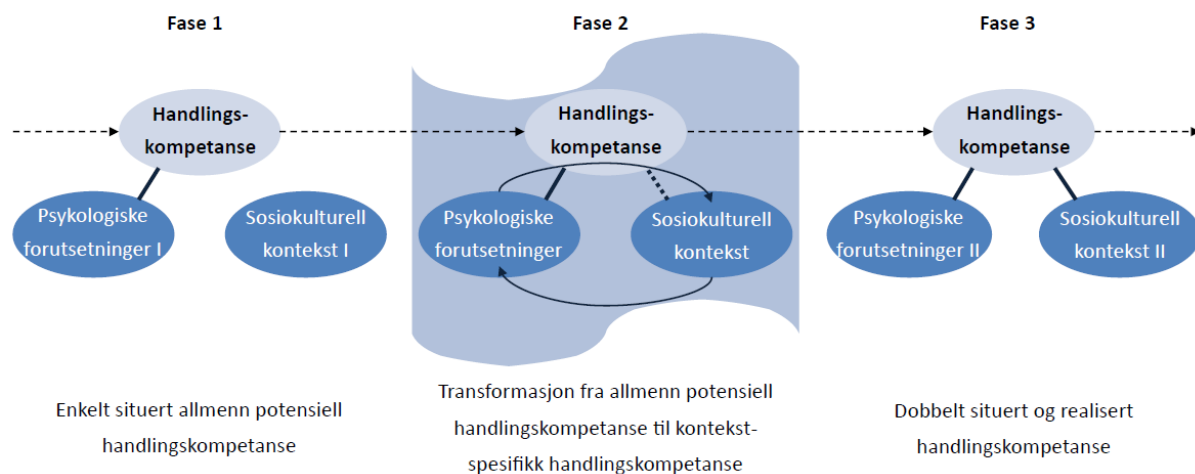 Fase 1
Handlings-
kompetanse
Psykologiske
forutsetninger I
Sosiokulturell
kontekst I
Enkelt situert allmenn potensiell
handlingskompetanse
Fase 2
Handlings-
kompetanse
Psykologiske
forutsetninger
Sosiokulturell
kontekst
Transformasjon fra allmenn potensiell
handlingskompetanse til kontekst-
spesifikk handlingskompetanse
Fase 3
Handlings-
kompetanse
Psykologiske
forutsetninger II
Sosiokulturell
kontekst II
Dobbelt situert og realisert
handlingskompetanse